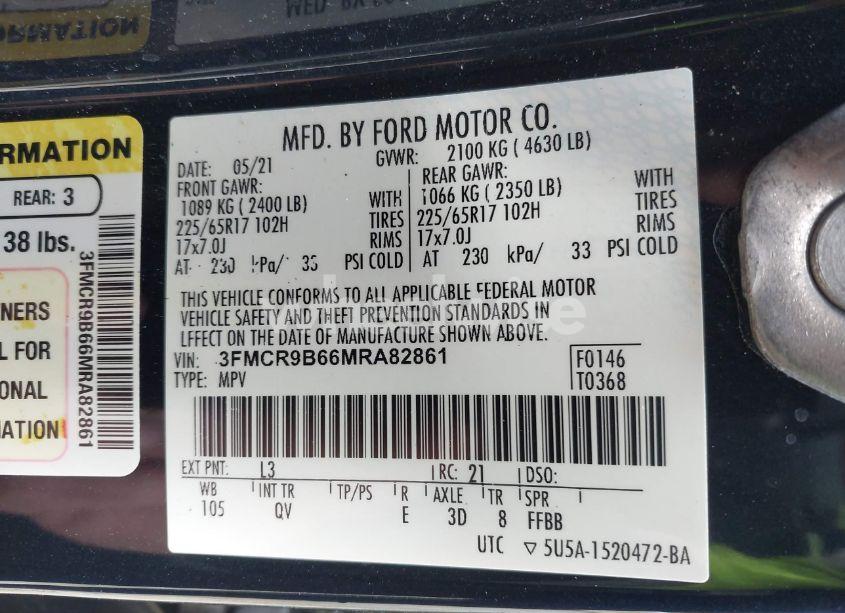 MFD. BY FORD MOTOR CO.
DATE: 05/21
GVWR: 2100 KG ( 4630 LB)
FRONT GAWR:
1089 KG ( 2400 LB) WITH
225/65R17 102H TIRES
17x7.0J RIMS
AT 230 kPa/ 33 PSI COLD
REAR GAWR:
1066 KG ( 2350 LB) WITH
225/65R17 102H TIRES
17x7.0J RIMS
AT 230 kPa/ 33 PSI COLD
THIS VEHICLE CONFORMS TO ALL APPLICABLE FEDERAL MOTOR
VEHICLE SAFETY AND THEFT PREVENTION STANDARDS IN
EFFECT ON THE DATE OF MANUFACTURE SHOWN ABOVE.
VIN: 3FMCR9B66MRA82861
TYPE: MPV
F0146
T0368
EXT PNT: L3 RC: 21 DSO:
WB INT TR TP/PS R AXLE TR SPR
105 QV E 3D 8 FFBB
UTC ▽ 5U5A-1520472-BA
RMATION
REAR: 3
38 lbs.
NERS
L FOR
ONAL
ATION
3FMCR9B66MRA82861